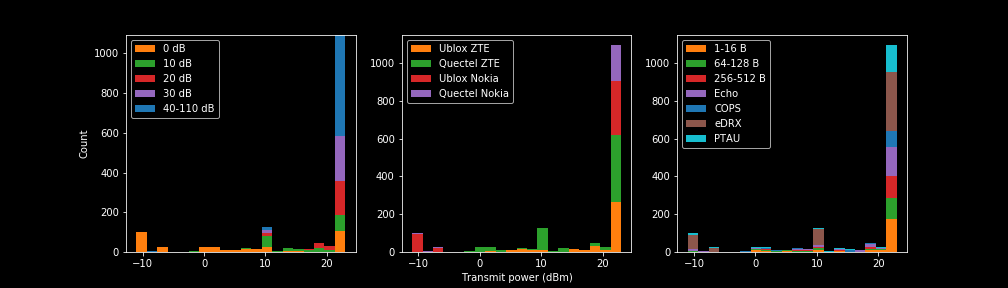 0 dB
10 dB
20 dB
30 dB
40-110 dB
Count
1000
800
600
400
200
0
−10
0
10
20
Ublox ZTE
Quectel ZTE
Ublox Nokia
Quectel Nokia
1000
800
600
400
200
0
−10
0
10
20
Transmit power (dBm)
1-16 B
64-128 B
256-512 B
Echo
COPS
eDRX
PTAU
1000
800
600
400
200
0
−10
0
10
20